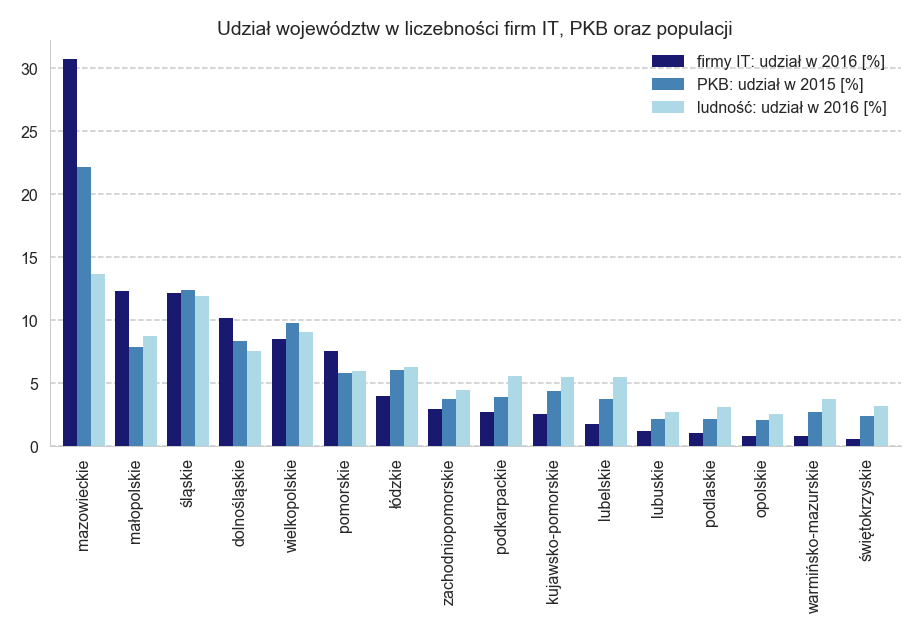 Udział województw w liczebności firm IT, PKB oraz populacji
firmy IT: udział w 2016 [%]
PKB: udział w 2015 [%]
ludność: udział w 2016 [%]
30
25
20
15
10
5
0
mazowieckie
małopolskie
śląskie
dolnośląskie
wielkopolskie
pomorskie
łódzkie
zachodniopomorskie
podkarpackie
kujawsko-pomorskie
lubelskie
lubuskie
podlaskie
opolskie
warmińsko-mazurskie
świętokrzyskie